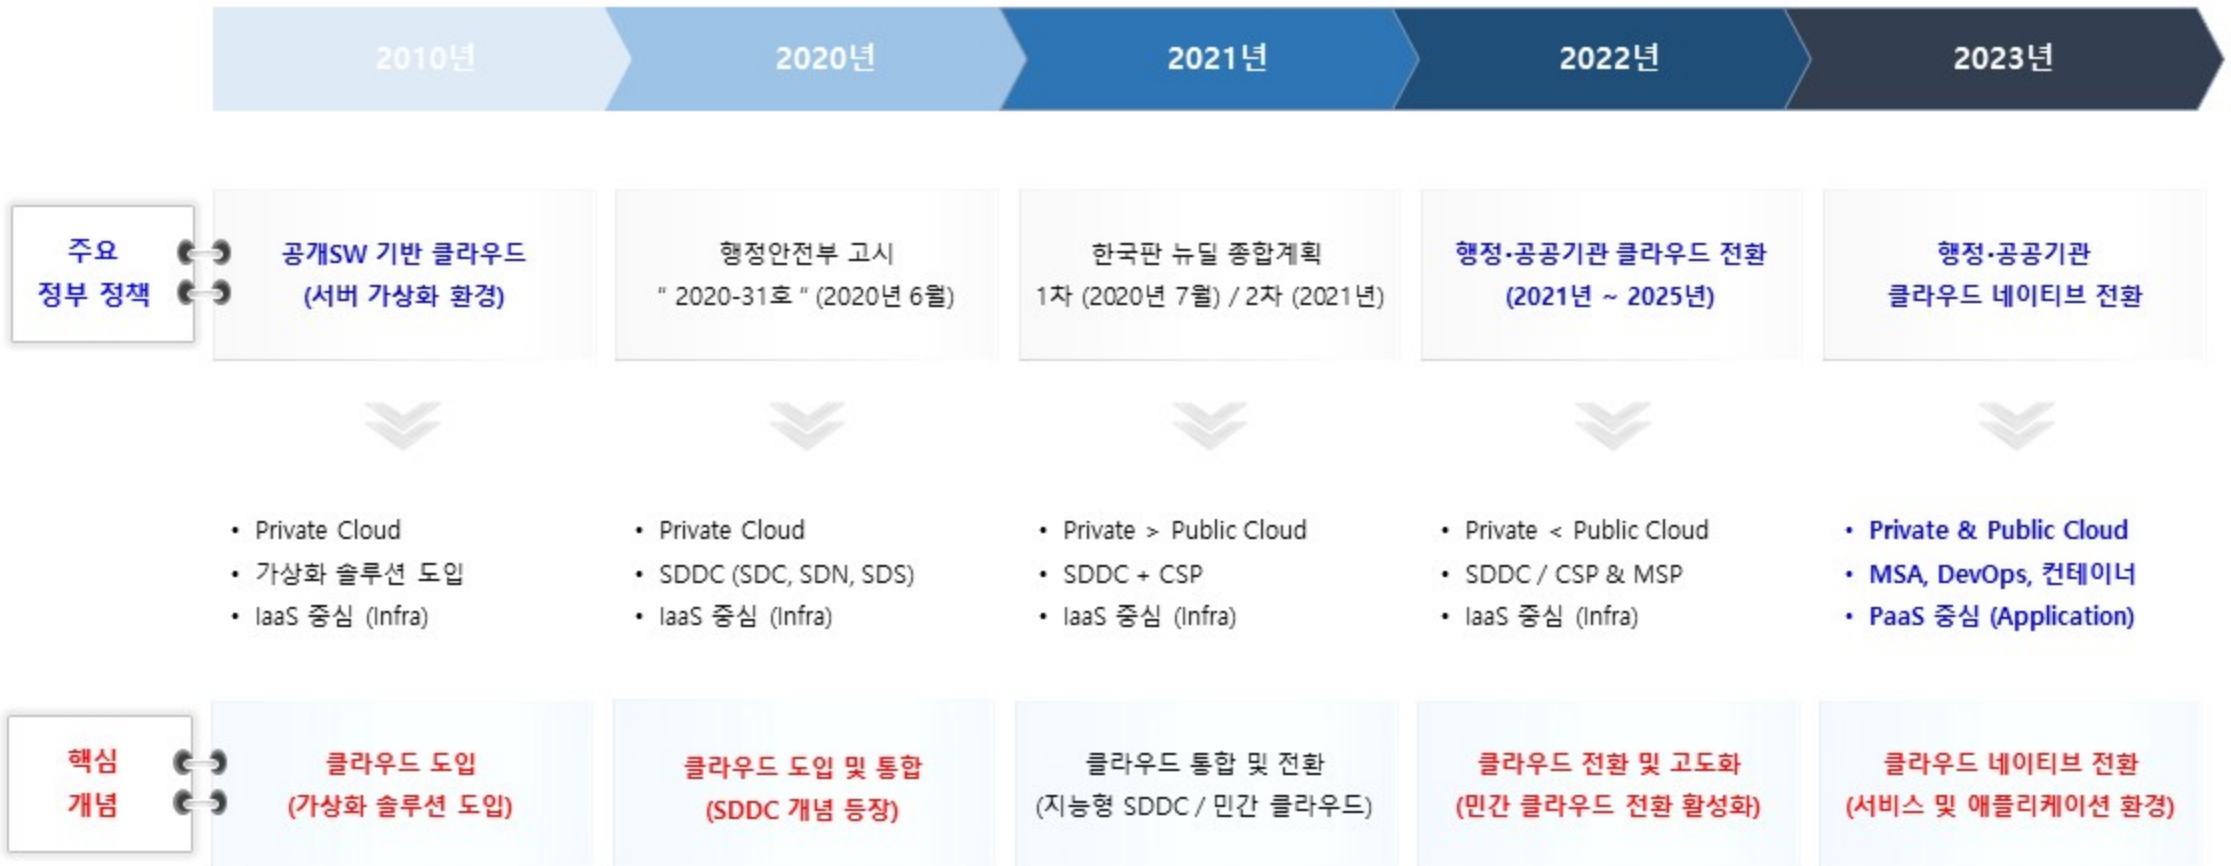 2010년
2020년
2021년
2022년
2023년
주요
정부 정책
공개SW 기반 클라우드
(서버 가상화 환경)
행정안전부 고시
" 2020-31호 " (2020년 6월)
한국판 뉴딜 종합계획
1차 (2020년 7월) / 2차 (2021년)
행정·공공기관 클라우드 전환
(2021년 ~ 2025년)
행정·공공기관
클라우드 네이티브 전환
• Private Cloud
• 가상화 솔루션 도입
• IaaS 중심 (Infra)
• Private Cloud
• SDDC (SDC, SDN, SDS)
• IaaS 중심 (Infra)
• Private > Public Cloud
• SDDC + CSP
• IaaS 중심 (Infra)
• Private < Public Cloud
• SDDC / CSP & MSP
• IaaS 중심 (Infra)
• Private & Public Cloud
• MSA, DevOps, 컨테이너
• PaaS 중심 (Application)
핵심
개념
클라우드 도입
(가상화 솔루션 도입)
클라우드 도입 및 통합
(SDDC 개념 등장)
클라우드 통합 및 전환
(지능형 SDDC / 민간 클라우드)
클라우드 전환 및 고도화
(민간 클라우드 전환 활성화)
클라우드 네이티브 전환
(서비스 및 애플리케이션 환경)